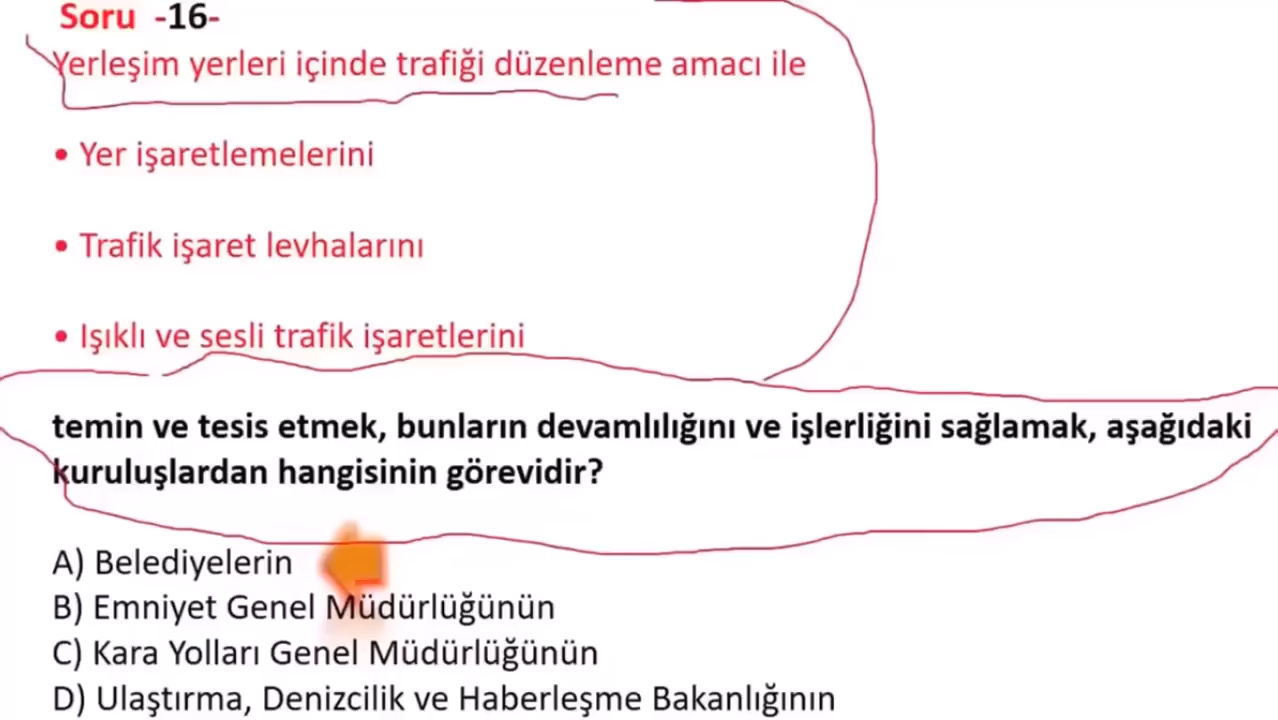 Soru -16-
Yerleşim yerleri içinde trafiği düzenleme amacı ile
• Yer işaretlemelerini
• Trafik işaret levhalarını
• Işıklı ve sesli trafik işaretlerini
temin ve tesis etmek, bunların devamlılığını ve işlerliğini sağlamak, aşağıdaki
kuruluşlardan hangisinin görevidir?
A) Belediyelerin
B) Emniyet Genel Müdürlüğünün
C) Kara Yolları Genel Müdürlüğünün
D) Ulaştırma, Denizcilik ve Haberleşme Bakanlığının